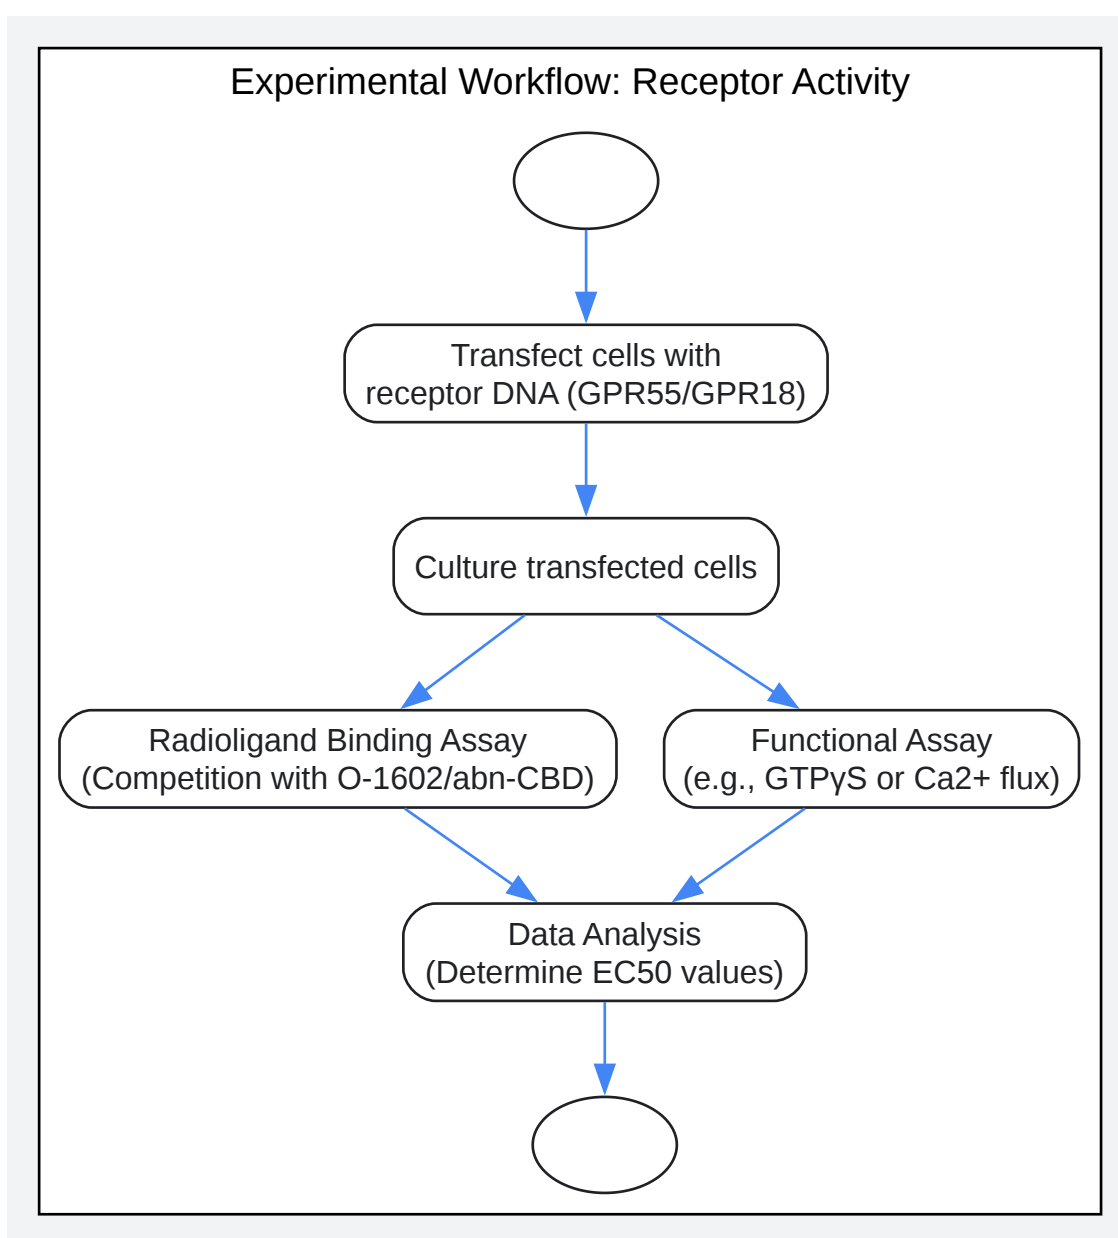 Experimental Workflow: Receptor Activity
Transfect cells with
receptor DNA (GPR55/GPR18)
Culture transfected cells
Radioligand Binding Assay
(Competition with O-1602/abn-CBD)
Functional Assay
(e.g., GTPγS or Ca2+ flux)
Data Analysis
(Determine EC50 values)